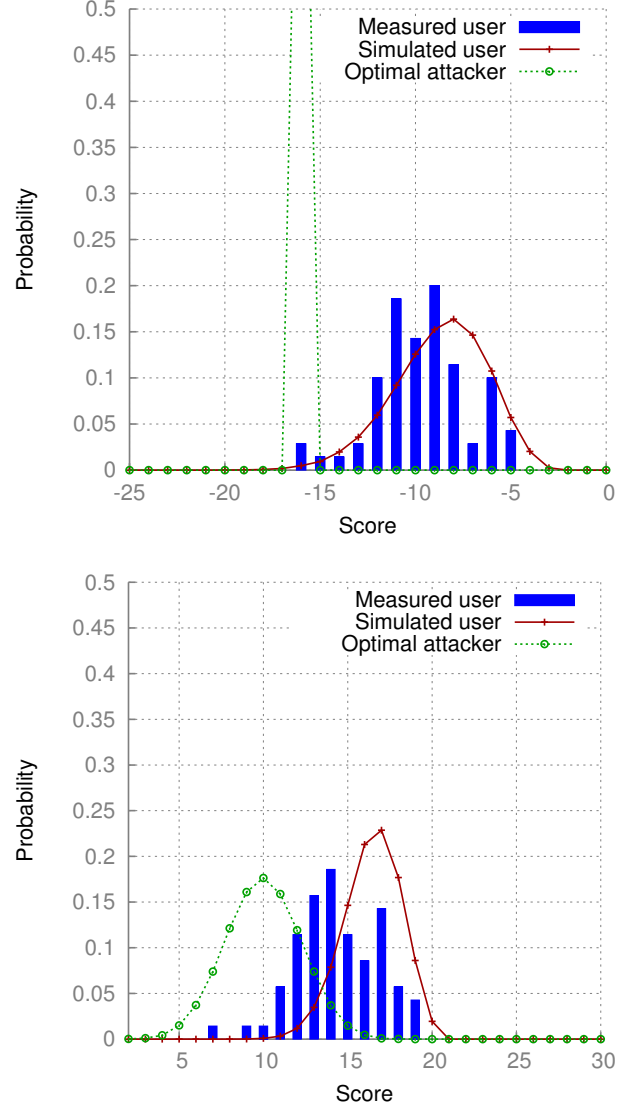 0.5
Measured user
Simulated user
Optimal attacker
0.45
0.4
0.35
0.3
Probability
0.25
0.2
0.15
0.1
0.05
0
-25 -20 -15 -10 -5 0
Score
0.5
Measured user
Simulated user
Optimal attacker
0.45
0.4
0.35
0.3
Probability
0.25
0.2
0.15
0.1
0.05
0
5 10 15 20 25 30
Score